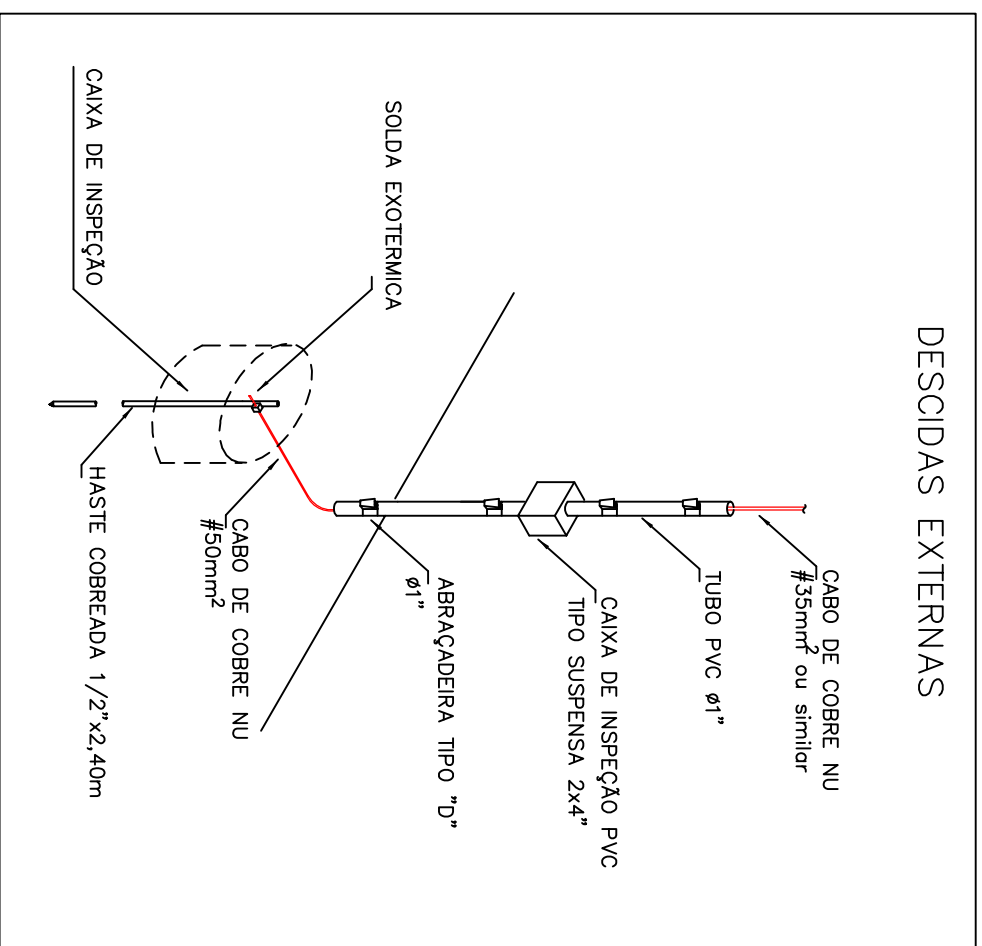 DESCIDAS EXTERNAS
CABO DE COBRE NU
#35mm² ou similar
TUBO PVC ø1"
CAIXA DE INSPEÇÃO PVC
TIPO SUSPENSA 2x4"
ABRAÇADEIRA TIPO "D"
ø1"
SOLDA EXOTERMICA
CABO DE COBRE NU
#50mm²
CAIXA DE INSPEÇÃO
HASTE COBREADA 1/2"x2,40m